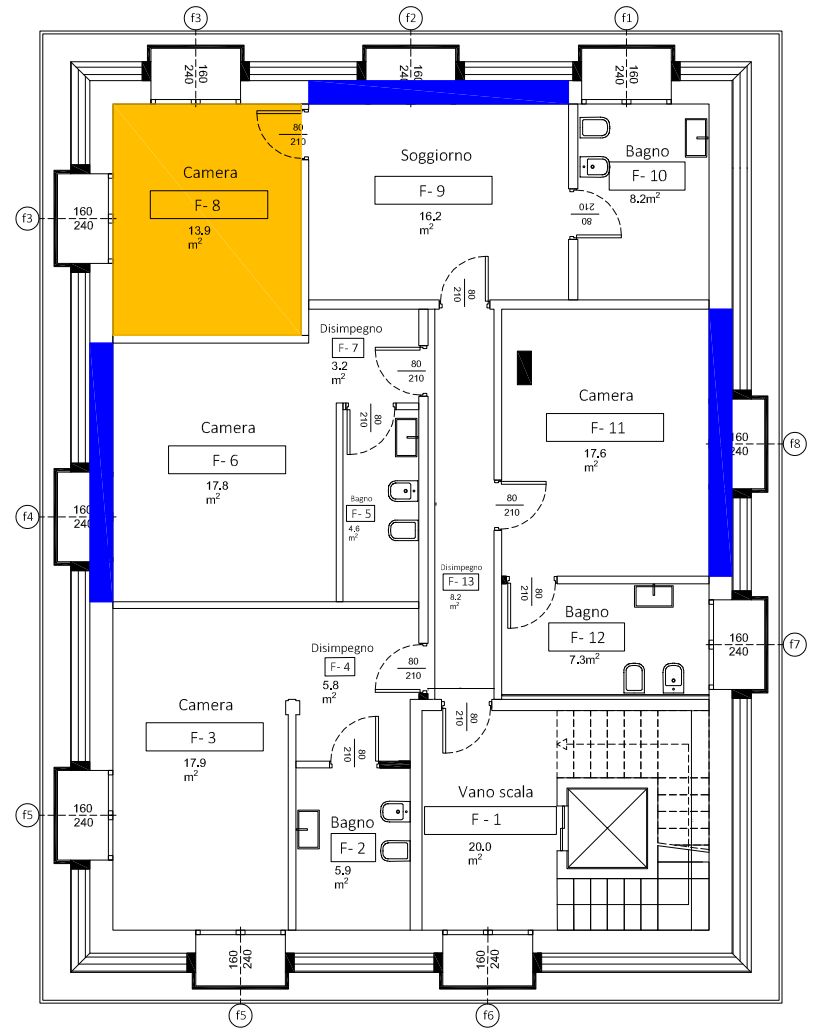 f3
f2
f1
160
240
160
240
160
240
80
210
Camera
F- 8
13.9
m²
Soggiorno
F- 9
16.2
m²
Bagno
F- 10
8.2m²
80
210
f3
160
240
80
210
Disimpegno
F- 7
3.2
m²
80
210
80
210
Camera
F- 6
17.8
m²
Camera
F- 11
17.6
m²
160
240
f8
f4
160
240
Bagno
F- 5
4.6
m²
80
210
Disimpegno
F- 13
8.2
m²
80
210
Bagno
F- 12
7.3m²
160
240
f7
Disimpegno
F- 4
5.8
m²
80
210
Camera
F- 3
17.9
m²
80
210
80
210
f5
160
240
Bagno
F- 2
5.9
m²
Vano scala
F - 1
20.0
m²
160
240
160
240
f5
f6